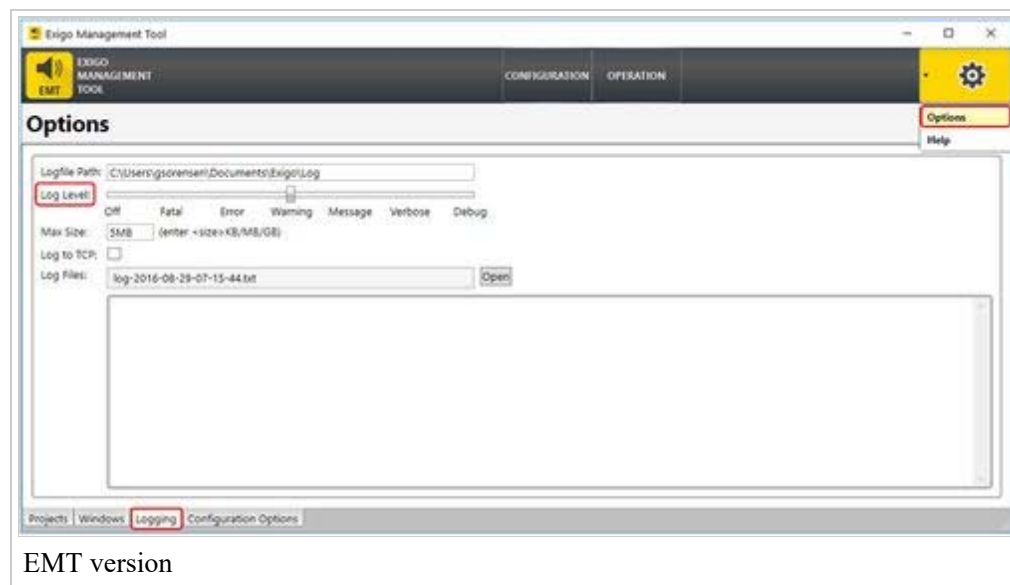 Exigo Management Tool
EXIGO
MANAGEMENT
TOOL
EMT
CONFIGURATION OPERATION
Options
Options
Help
Logfile Path: C:\Users\gsorensen\Documents\Exigo\Log
Log Level:
Off Fatal Error Warning Message Verbose Debug
Max Size: 5MB (enter <size>KB/MB/GB)
Log to TCP:
Log Files: log-2016-08-29-07-15-44.txt Open
Projects Windows Logging Configuration Options
EMT version